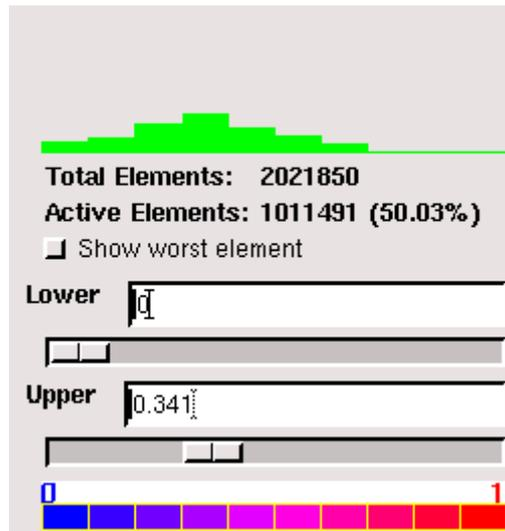 Total Elements: 2021850
Active Elements: 1011491 (50.03%)
Show worst element
Lower 0
Upper 0.341
0 1